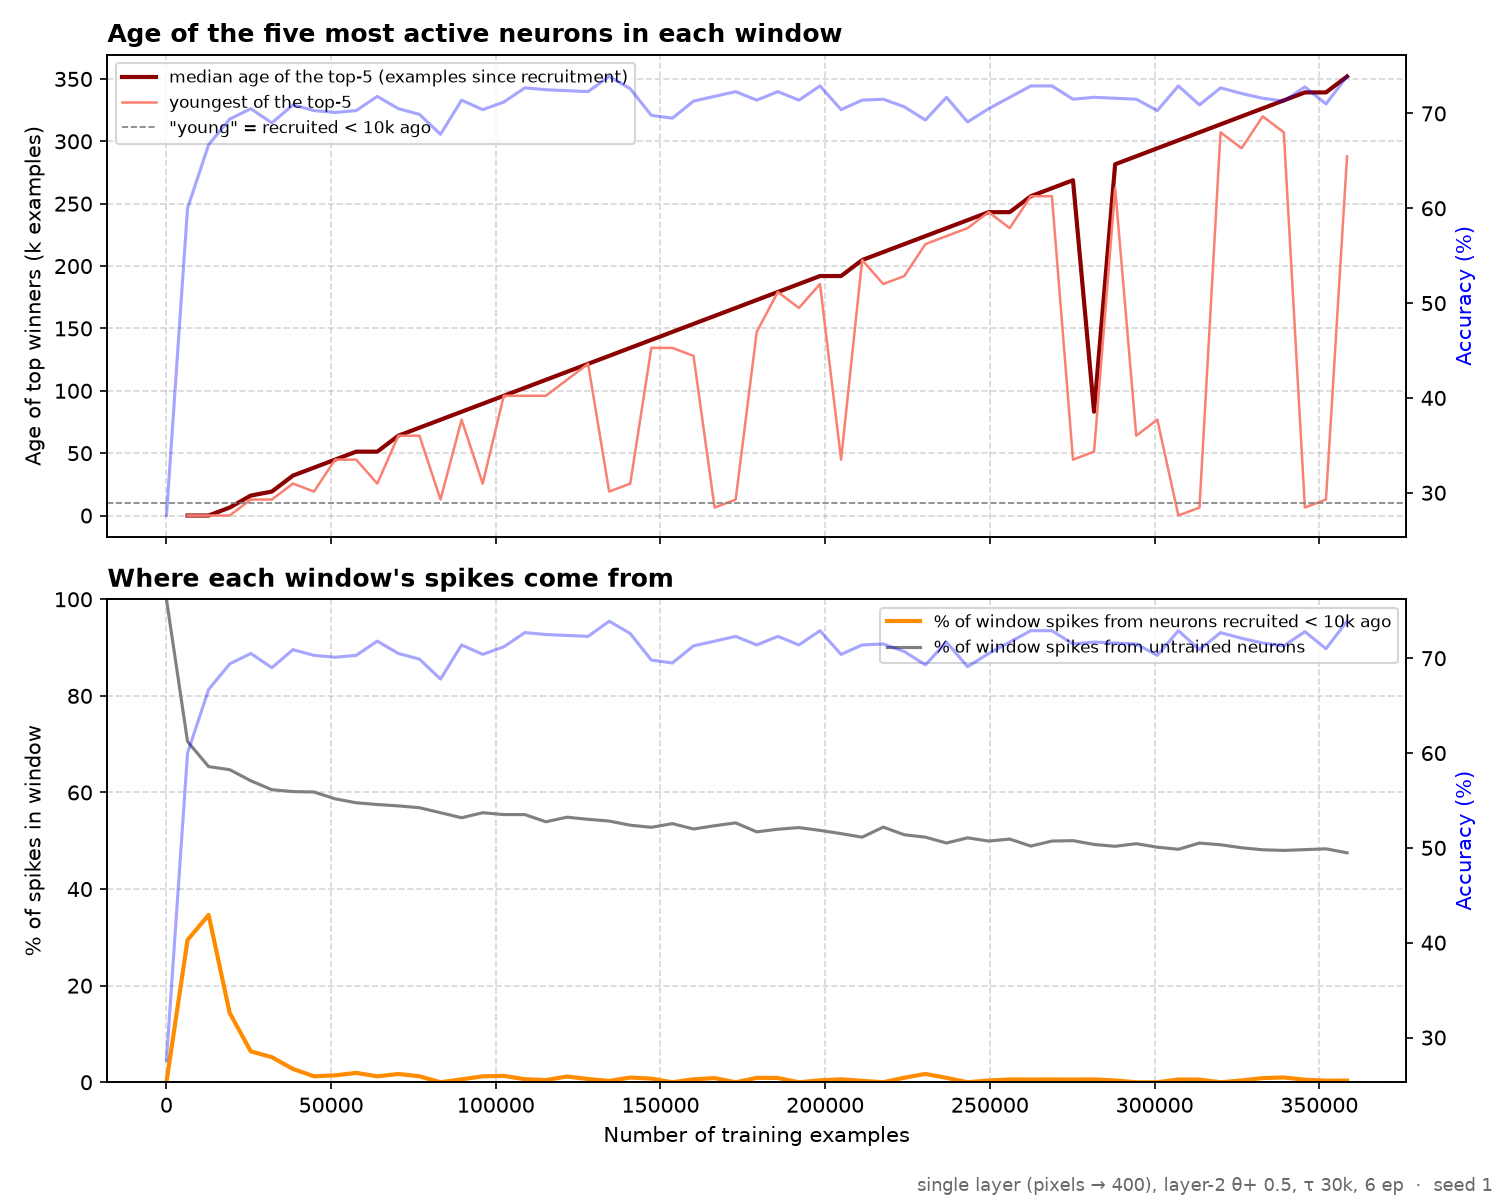 Age of the five most active neurons in each window
median age of the top-5 (examples since recruitment)
youngest of the top-5
"young" = recruited < 10k ago
Age of top winners (k examples)
350
300
250
200
150
100
50
0
70
60
50
40
30
Accuracy (%)
Where each window's spikes come from
% of window spikes from neurons recruited < 10k ago
% of window spikes from untrained neurons
% of spikes in window
100
80
60
40
20
0
70
60
50
40
30
Accuracy (%)
0 50000 100000 150000 200000 250000 300000 350000
Number of training examples
single layer (pixels → 400), layer-2 θ+ 0.5, τ 30k, 6 ep · seed 1